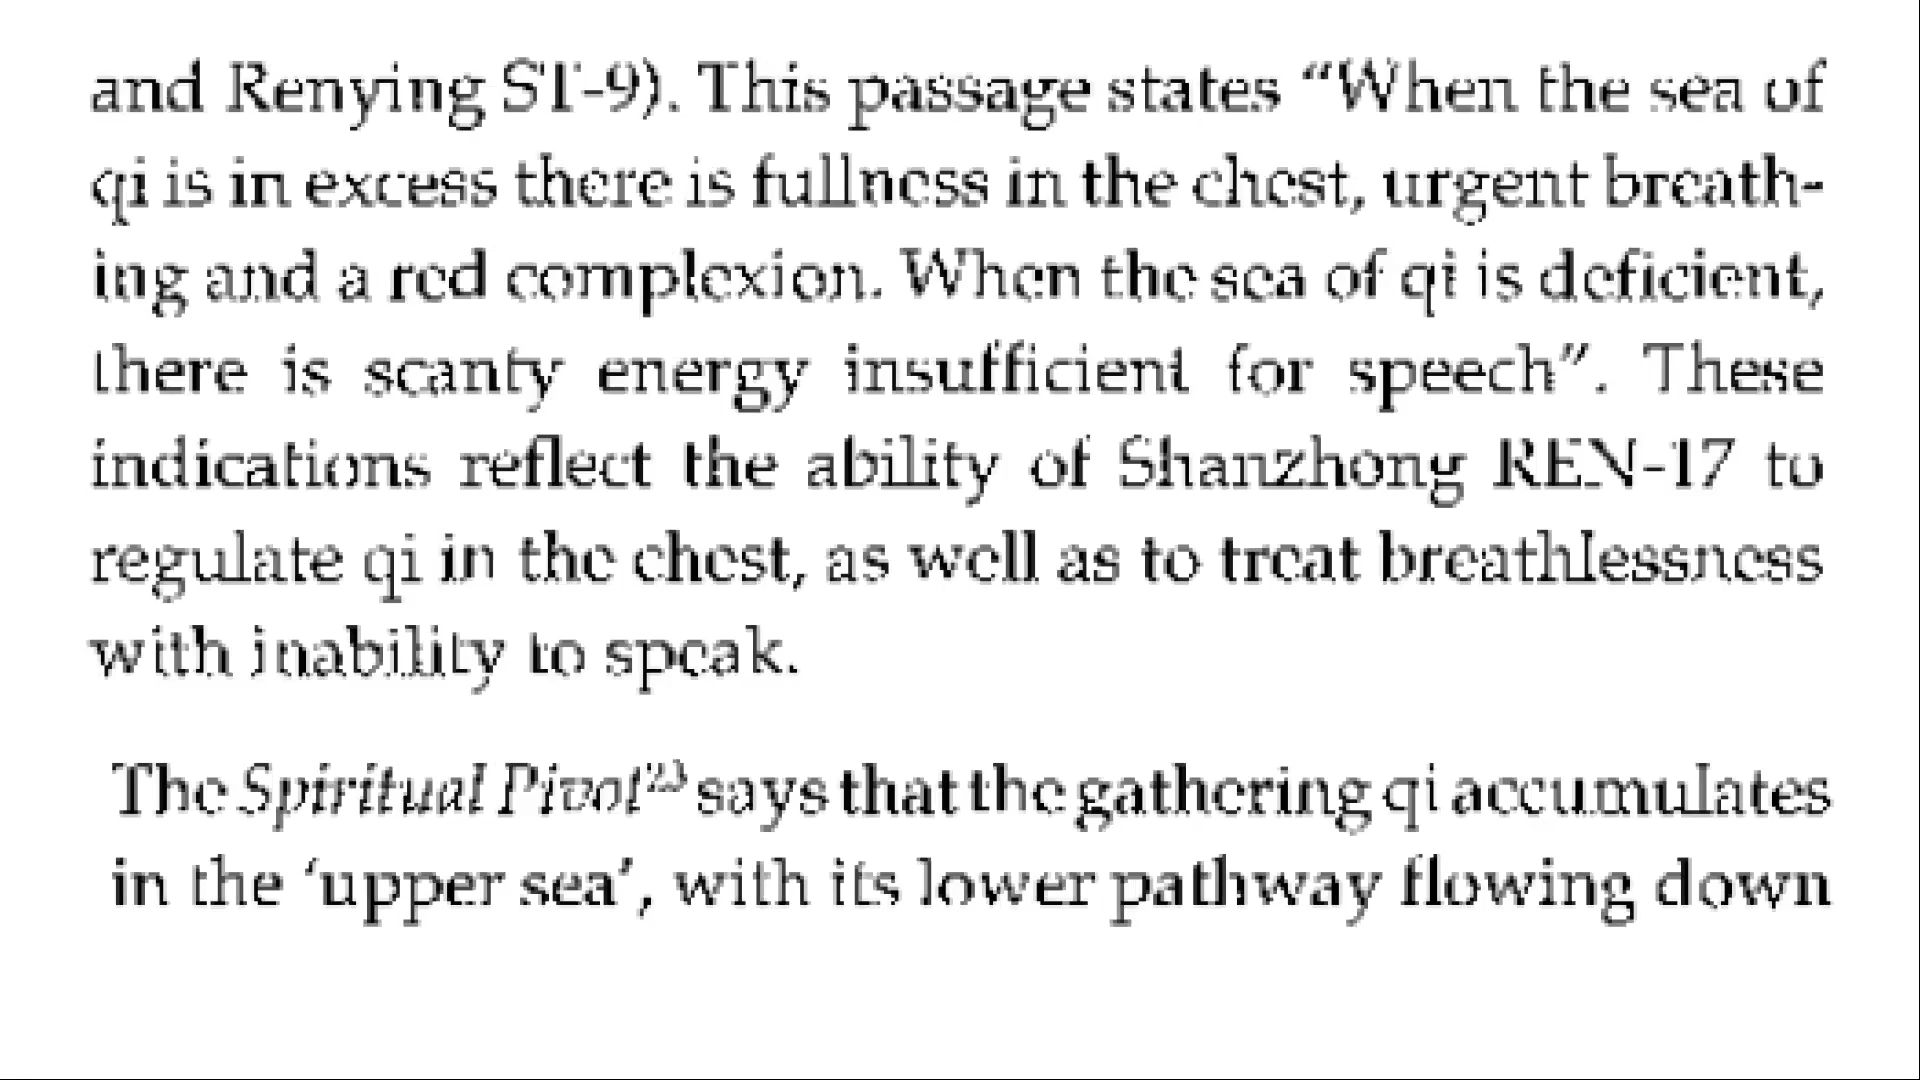 and Renying ST-9). This passage states “When the sea of
qi is in excess there is fullness in the chest, urgent breath-
ing and a red complexion. When the sea of qi is deficient,
there is scanty energy insufficient for speech”. These
indications reflect the ability of Shanzhong REN-17 to
regulate qi in the chest, as well as to treat breathlessness
with inability to speak.
The Spiritual Pivot²³ says that the gathering qi accumulates
in the ‘upper sea’, with its lower pathway flowing down